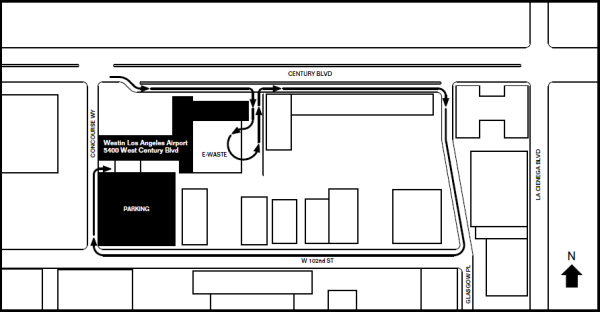 CENTURY BLVD
CONCOURSE WY
Westin Los Angeles Airport
5400 West Century Blvd
E-WASTE
LA CIENEGA BLVD
PARKING
W 102nd ST
GLASGOW PL
N